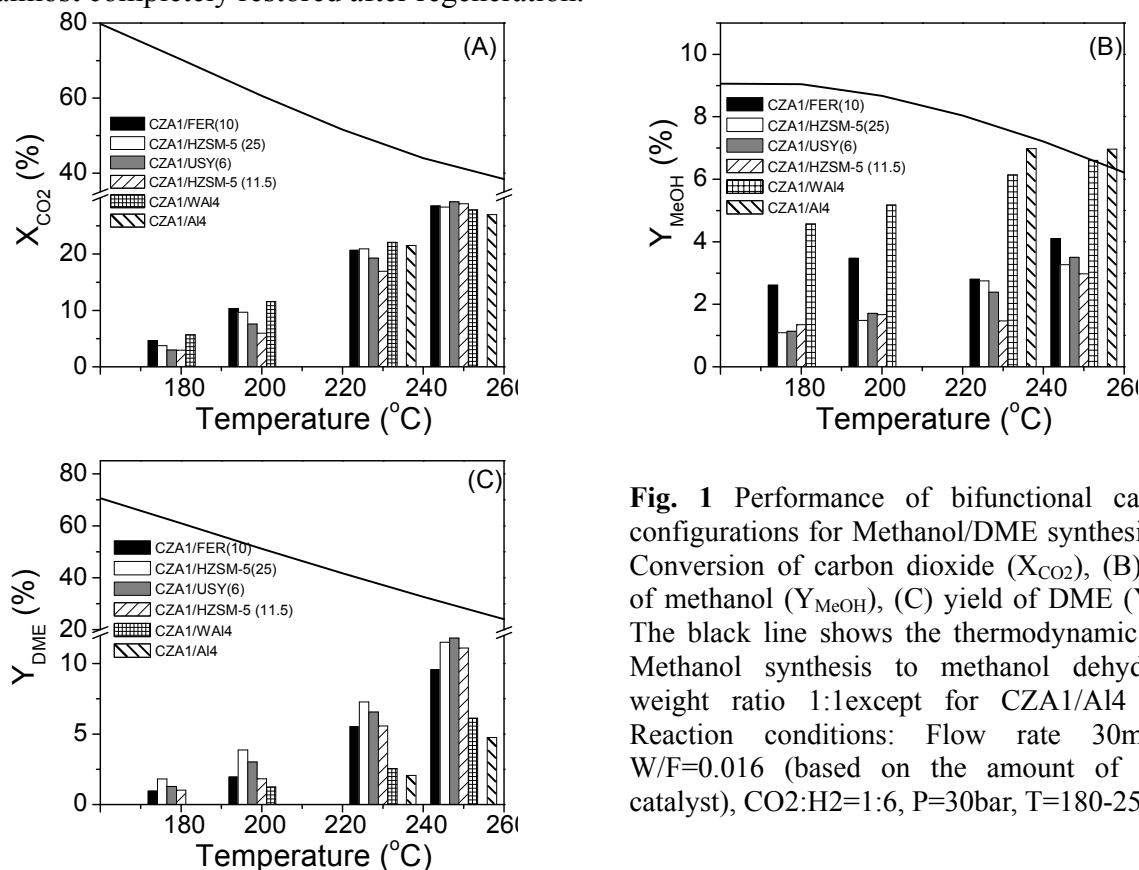 almost completely restored after regeneration.
(A)
80
60
40
20
10
0
X_CO2 (%)
CZA1/FER(10)
CZA1/HZSM-5 (25)
CZA1/USY(6)
CZA1/HZSM-5 (11.5)
CZA1/WAl4
CZA1/Al4
180 200 220 240 260
Temperature (°C)
(B)
10
8
6
4
2
0
Y_MeOH (%)
CZA1/FER(10)
CZA1/HZSM-5(25)
CZA1/USY(6)
CZA1/HZSM-5 (11.5)
CZA1/WAl4
CZA1/Al4
180 200 220 240 260
Temperature (°C)
(C)
80
60
40
20
10
5
0
Y_DME (%)
CZA1/FER(10)
CZA1/HZSM-5(25)
CZA1/USY(6)
CZA1/HZSM-5 (11.5)
CZA1/WAl4
CZA1/Al4
180 200 220 240 260
Temperature (°C)
Fig. 1 Performance of bifunctional ca
configurations for Methanol/DME synthesi
Conversion of carbon dioxide (X_CO2), (B)
of methanol (Y_MeOH), (C) yield of DME (Y
The black line shows the thermodynamic
Methanol synthesis to methanol dehyd
weight ratio 1:1except for CZA1/Al4
Reaction conditions: Flow rate 30m
W/F=0.016 (based on the amount of
catalyst), CO2:H2=1:6, P=30bar, T=180-25